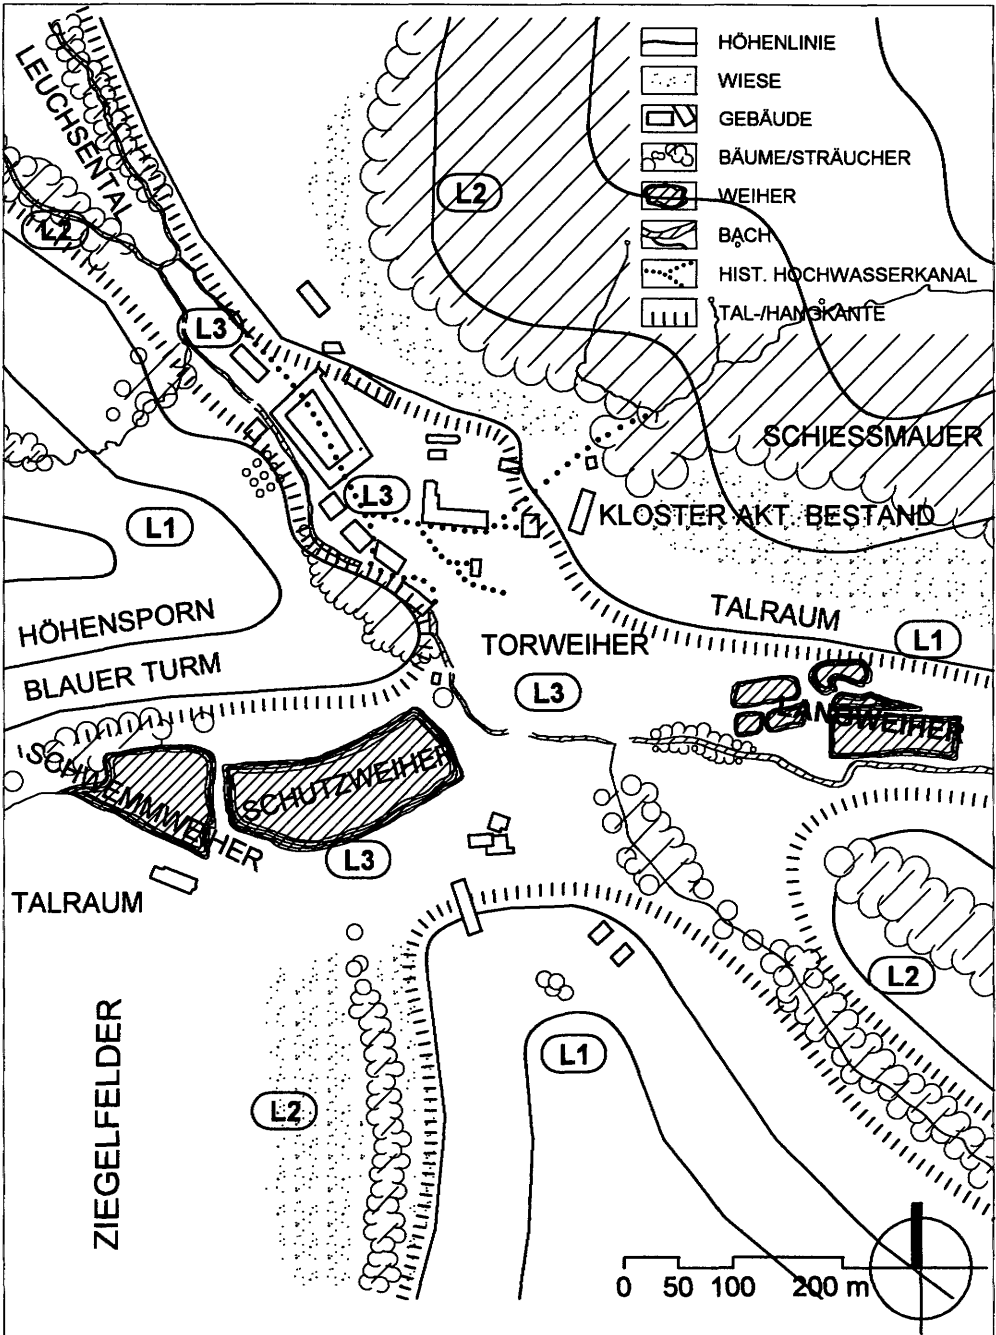 HÖHENLINIE
WIESE
GEBÄUDE
BÄUME/STRÄUCHER
WEIHER
BACH
HIST. HOCHWASSERKANAL
TAL-/HANGKANTE
LEUCHSENTAL
L2
L2
L3
SCHIESSMAUER
L3
L1
KLOSTER AKT. BESTAND
HÖHENSPORN
TALRAUM
L1
TORWEIHER
BLAUER TURM
L3
LANGWEIHER
SCHWEMMWEIHER
SCHUTZWEIHER
L3
TALRAUM
L2
ZIEGELFELDER
L1
L2
0 50 100 200 m